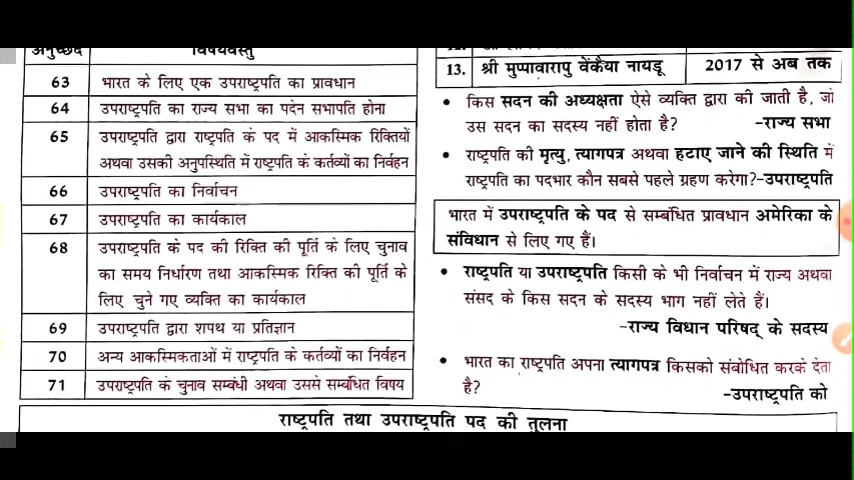 अनुच्छेद विषयवस्तु
63 भारत के लिए एक उपराष्ट्रपति का प्रावधान
64 उपराष्ट्रपति का राज्य सभा का पदेन सभापति होना
65 उपराष्ट्रपति द्वारा राष्ट्रपति के पद में आकस्मिक रिक्तियों
अथवा उसकी अनुपस्थिति में राष्ट्रपति के कर्तव्यों का निर्वहन
66 उपराष्ट्रपति का निर्वाचन
67 उपराष्ट्रपति का कार्यकाल
68 उपराष्ट्रपति के पद की रिक्ति की पूर्ति के लिए चुनाव
का समय निर्धारण तथा आकस्मिक रिक्ति की पूर्ति के
लिए चुने गए व्यक्ति का कार्यकाल
69 उपराष्ट्रपति द्वारा शपथ या प्रतिज्ञान
70 अन्य आकस्मिकताओं में राष्ट्रपति के कर्तव्यों का निर्वहन
71 उपराष्ट्रपति के चुनाव सम्बंधी अथवा उससे सम्बंधित विषय
13. श्री मुप्पावारापु वेंकैया नायडू 2017 से अब तक
• किस सदन की अध्यक्षता ऐसे व्यक्ति द्वारा की जाती है, जो
उस सदन का सदस्य नहीं होता है? -राज्य सभा
• राष्ट्रपति की मृत्यु, त्यागपत्र अथवा हटाए जाने की स्थिति में
राष्ट्रपति का पदभार कौन सबसे पहले ग्रहण करेगा?-उपराष्ट्रपति
भारत में उपराष्ट्रपति के पद से सम्बंधित प्रावधान अमेरिका के
संविधान से लिए गए हैं।
• राष्ट्रपति या उपराष्ट्रपति किसी के भी निर्वाचन में राज्य अथवा
संसद के किस सदन के सदस्य भाग नहीं लेते हैं।
-राज्य विधान परिषद् के सदस्य
• भारत का राष्ट्रपति अपना त्यागपत्र किसको संबोधित करके देता
है? -उपराष्ट्रपति को
राष्ट्रपति तथा उपराष्ट्रपति पद की तुलना